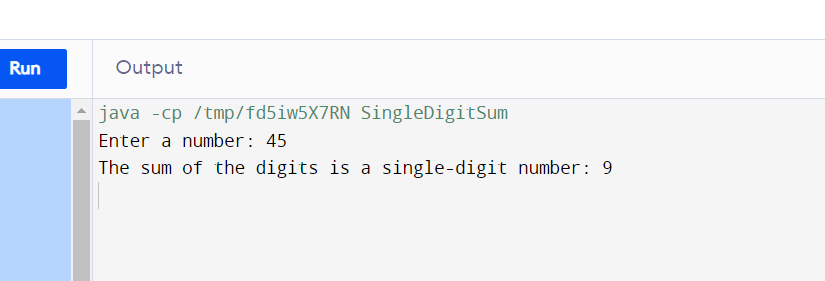 Run
Output
java -cp /tmp/fd5iw5X7RN SingleDigitSum
Enter a number: 45
The sum of the digits is a single-digit number: 9